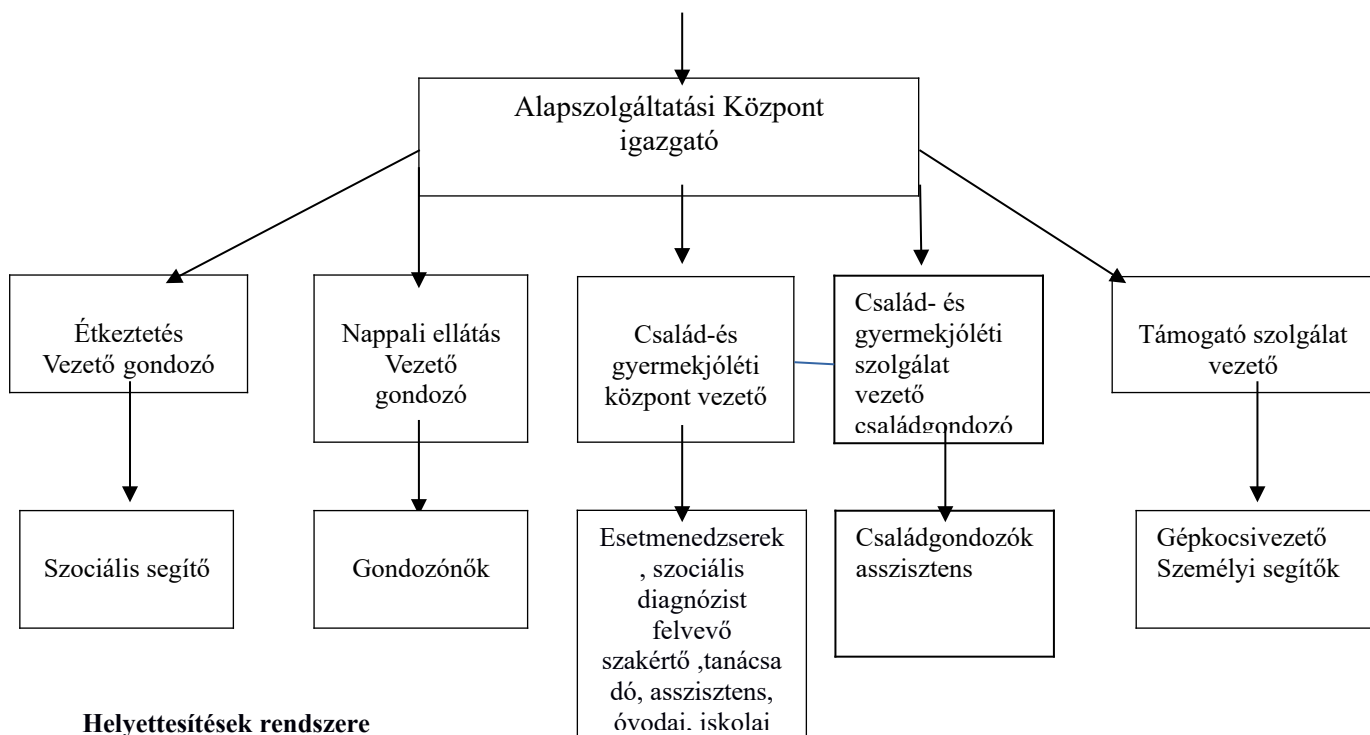 Alapszolgáltatási Központ
igazgató
Étkeztetés
Vezető gondozó
Nappali ellátás
Vezető
gondozó
Család-és
gyermekjóléti
központ vezető
Család- és
gyermekjóléti
szolgálat
vezető
családgondozó
Támogató szolgálat
vezető
Szociális segítő
Gondozónők
Esetmenedzserek
, szociális
diagnózist
felvevő
szakértő ,tanácsa
dó, asszisztens,
óvodai, iskolai
Családgondozók
asszisztens
Gépkocsivezető
Személyi segítők
Helyettesítések rendszere